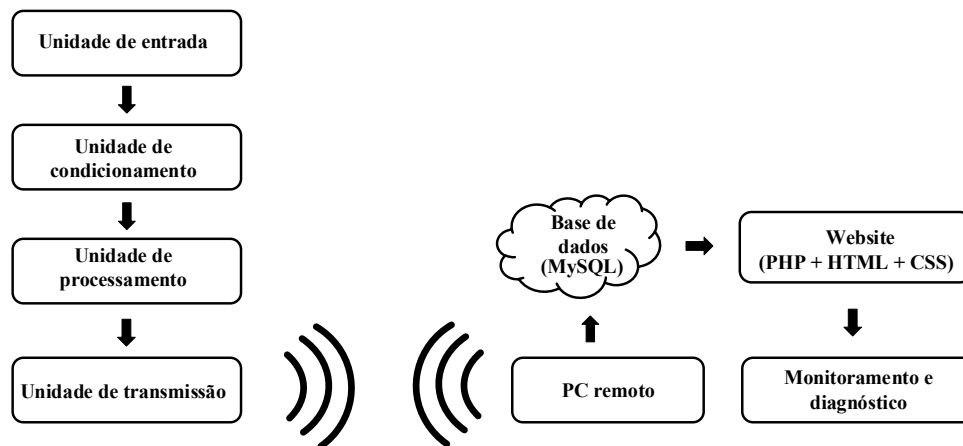 Unidade de entrada
Unidade de
condicionamento
Unidade de
processamento
Unidade de transmissão
Base de
dados
(MySQL)
Website
(PHP + HTML + CSS)
PC remoto
Monitoramento e
diagnóstico